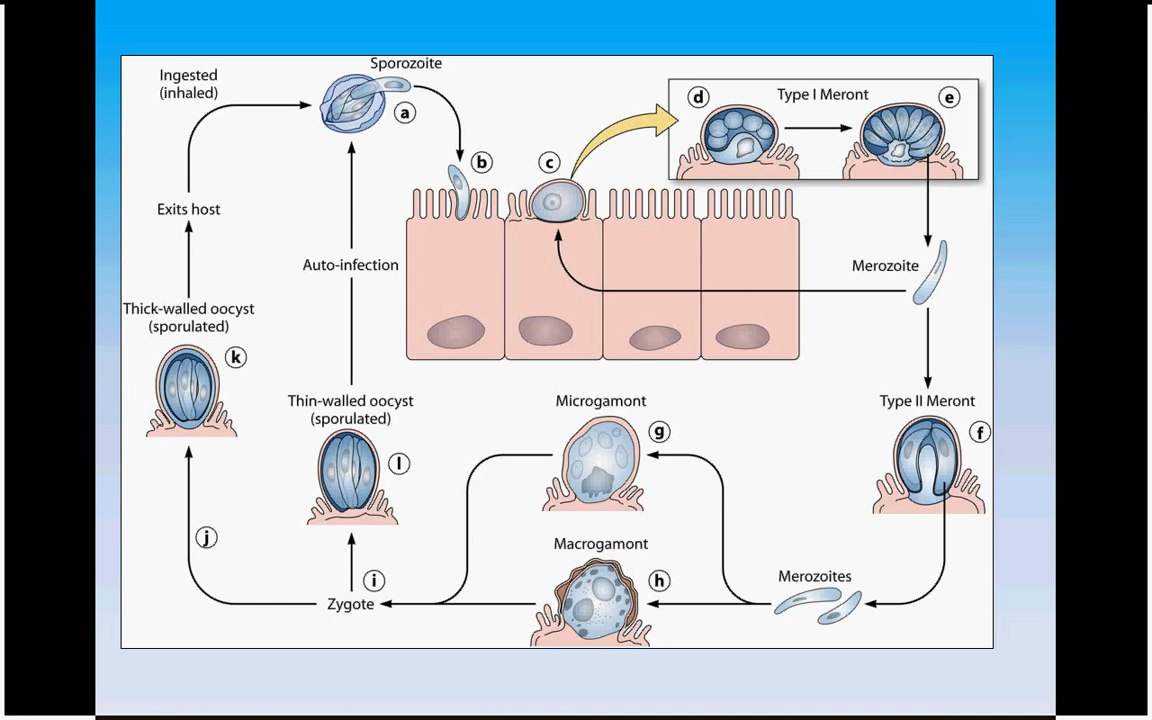 Sporozoite
Ingested
(inhaled)
a
b
c
d
Type I Meront
e
Exits host
Auto-infection
Merozoite
Thick-walled oocyst
(sporulated)
k
Thin-walled oocyst
(sporulated)
l
Microgamont
g
Type II Meront
f
j
Macrogamont
h
i
Zygote
Merozoites